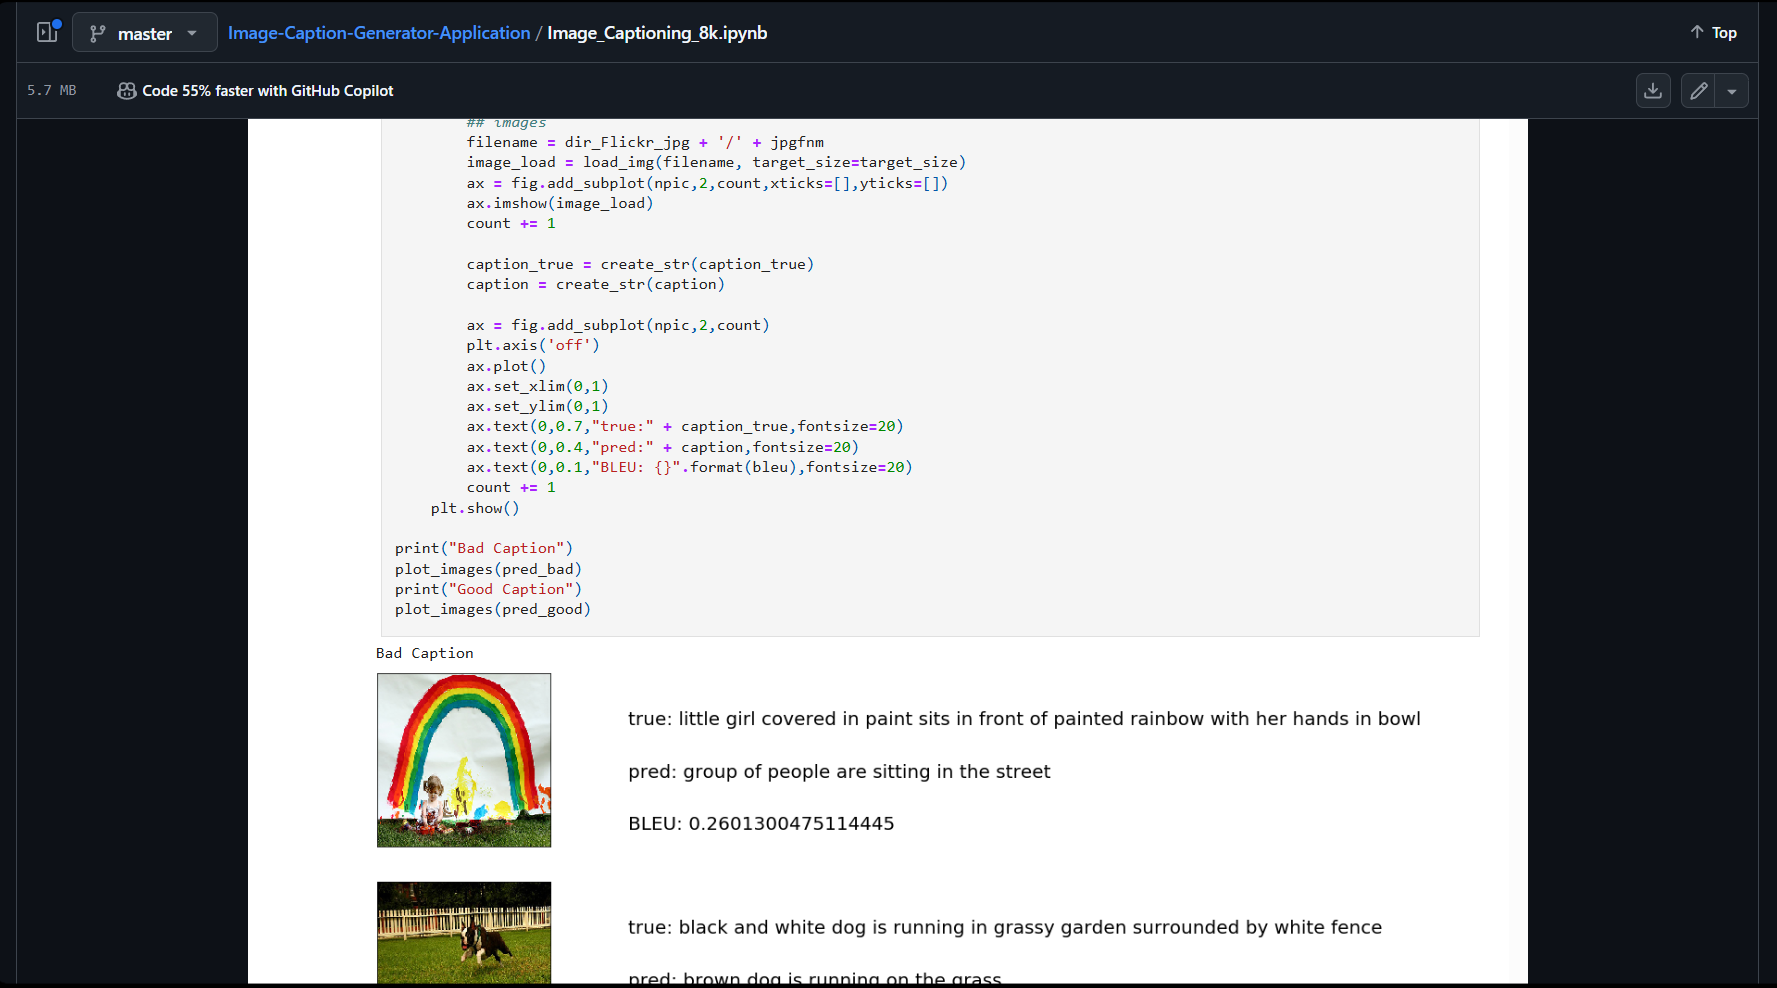 master
Image-Caption-Generator-Application / Image_Captioning_8k.ipynb
Top
5.7 MB
Code 55% faster with GitHub Copilot
## images
filename = dir_Flickr_jpg + '/' + jpgfnm
image_load = load_img(filename, target_size=target_size)
ax = fig.add_subplot(npic,2,count,xticks=[],yticks=[])
ax.imshow(image_load)
count += 1
caption_true = create_str(caption_true)
caption = create_str(caption)
ax = fig.add_subplot(npic,2,count)
plt.axis('off')
ax.plot()
ax.set_xlim(0,1)
ax.set_ylim(0,1)
ax.text(0,0.7,"true:" + caption_true,fontsize=20)
ax.text(0,0.4,"pred:" + caption,fontsize=20)
ax.text(0,0.1,"BLEU: {}".format(bleu),fontsize=20)
count += 1
plt.show()
print("Bad Caption")
plot_images(pred_bad)
print("Good Caption")
plot_images(pred_good)
Bad Caption
true: little girl covered in paint sits in front of painted rainbow with her hands in bowl
pred: group of people are sitting in the street
BLEU: 0.2601300475114445
true: black and white dog is running in grassy garden surrounded by white fence
pred: brown dog is running on the grass